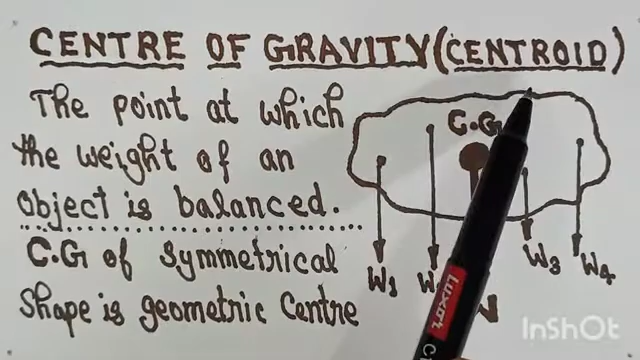 CENTRE OF GRAVITY (CENTROID)
The point at which
the weight of an
object is balanced.
C.G of symmetrical
Shape is geometric Centre
C.G
W1
W3
W4
Luxor
InShOt